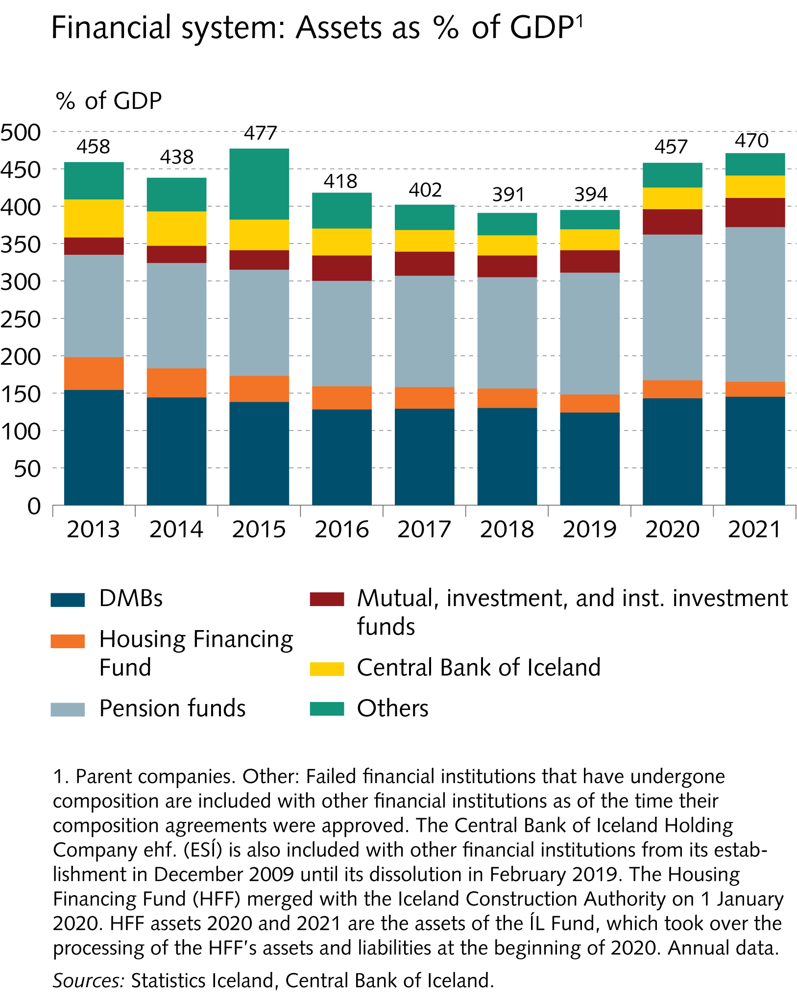 Financial system: Assets as % of GDP¹
% of GDP
500
450
400
350
300
250
200
150
100
50
0
458
438
477
418
402
391
394
457
470
2013
2014
2015
2016
2017
2018
2019
2020
2021
DMBs
Housing Financing
Fund
Pension funds
Mutual, investment, and inst. investment
funds
Central Bank of Iceland
Others
1. Parent companies. Other: Failed financial institutions that have undergone
composition are included with other financial institutions as of the time their
composition agreements were approved. The Central Bank of Iceland Holding
Company ehf. (ESÍ) is also included with other financial institutions from its estab-
lishment in December 2009 until its dissolution in February 2019. The Housing
Financing Fund (HFF) merged with the Iceland Construction Authority on 1 January
2020. HFF assets 2020 and 2021 are the assets of the ÍL Fund, which took over the
processing of the HFF's assets and liabilities at the beginning of 2020. Annual data.
Sources: Statistics Iceland, Central Bank of Iceland.